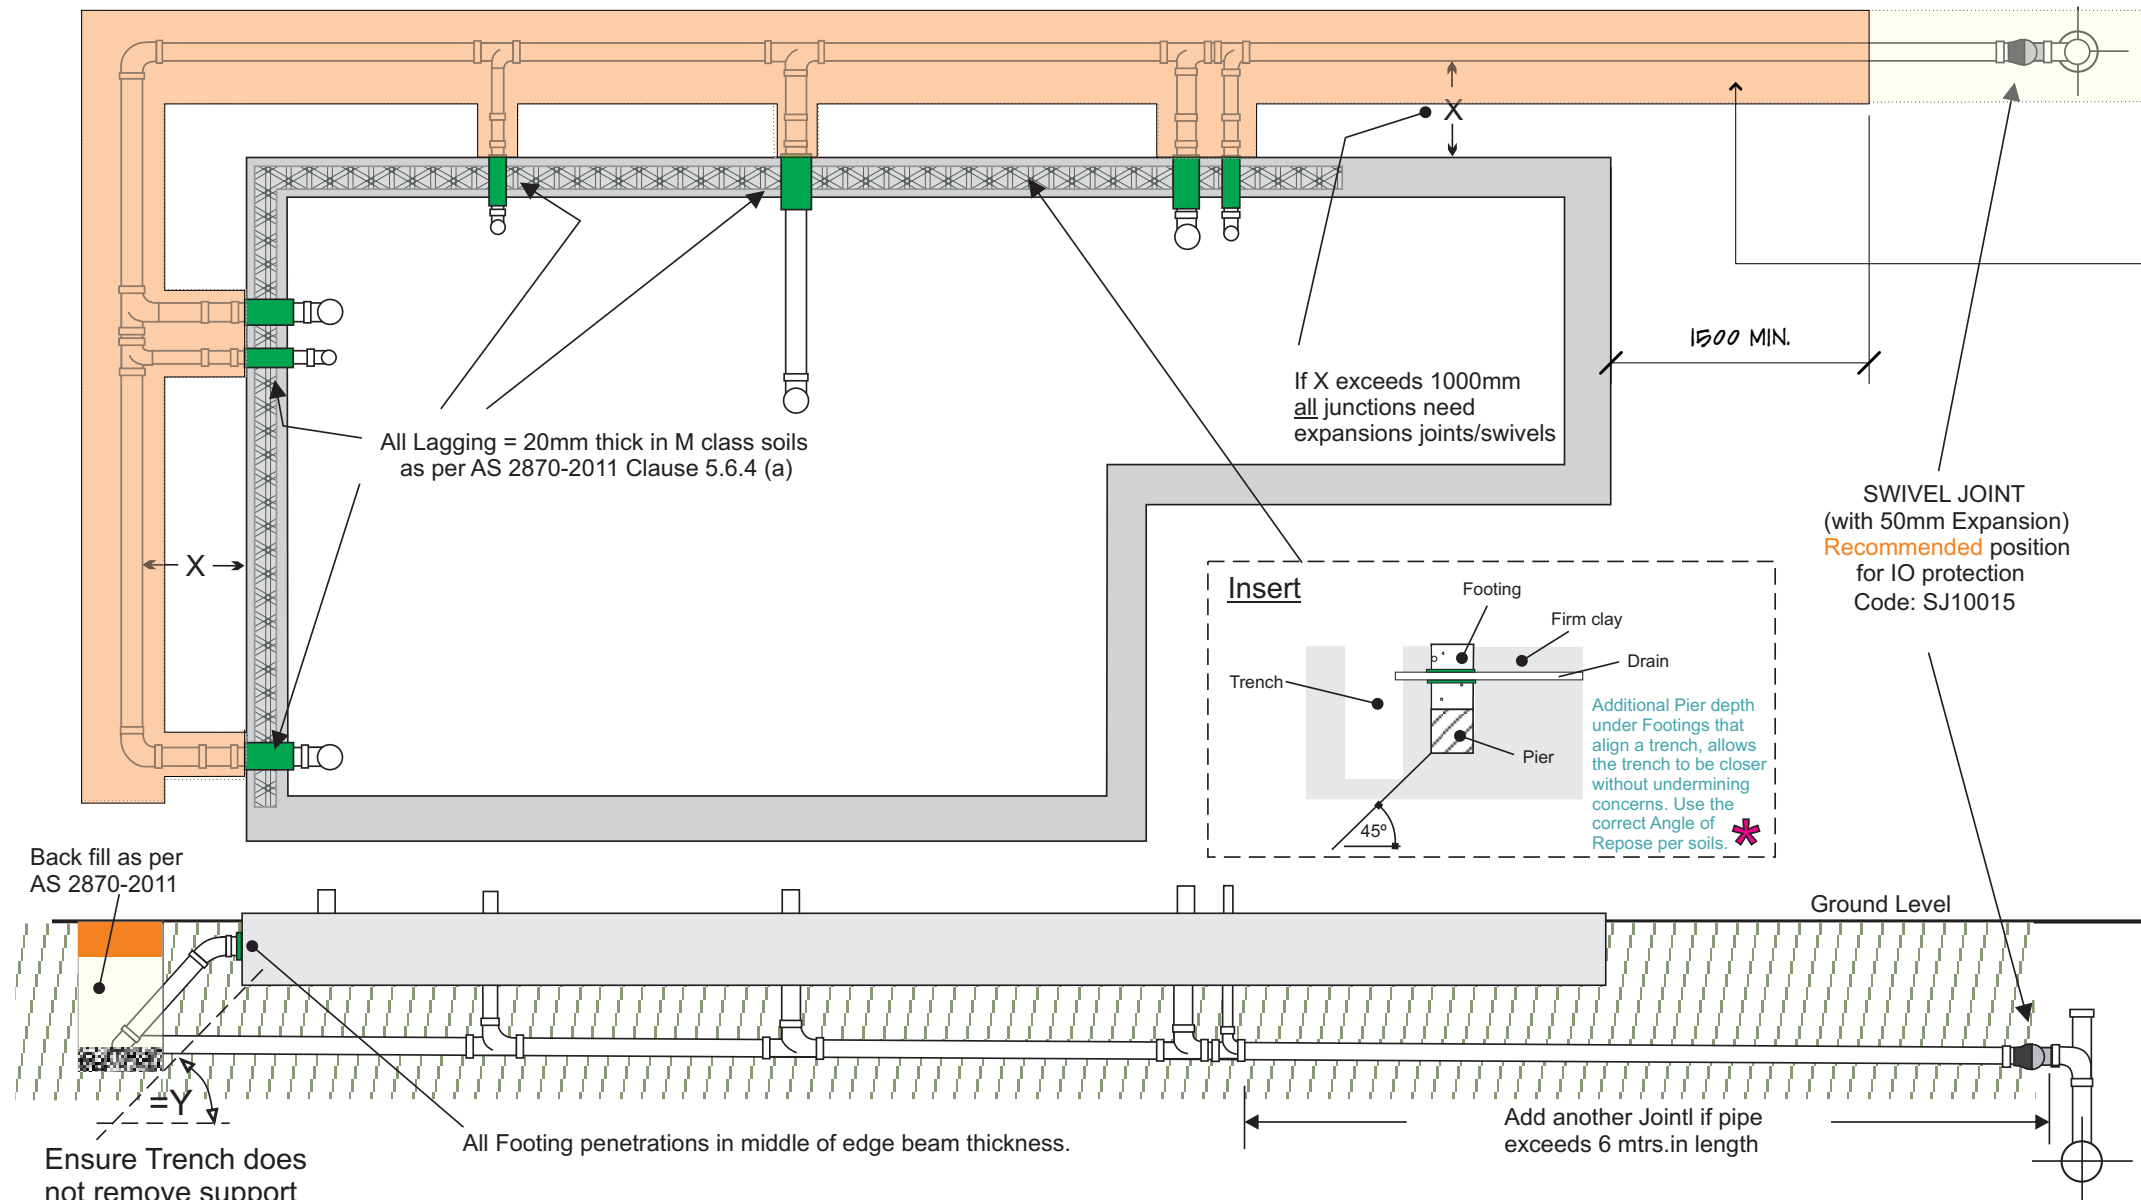 X
1500 MIN.
If X exceeds 1000mm
all junctions need
expansions joints/swivels
All Lagging = 20mm thick in M class soils
as per AS 2870-2011 Clause 5.6.4 (a)
SWIVEL JOINT
(with 50mm Expansion)
Recommended position
for IO protection
Code: SJ10015
X
Insert
Footing
Firm clay
Drain
Trench
Pier
45º
Additional Pier depth
under Footings that
align a trench, allows
the trench to be closer
without undermining
concerns. Use the
correct Angle of
Repose per soils. *
Back fill as per
AS 2870-2011
Ground Level
=Y
All Footing penetrations in middle of edge beam thickness.
Add another Jointl if pipe
exceeds 6 mtrs.in length
Ensure Trench does
not remove support